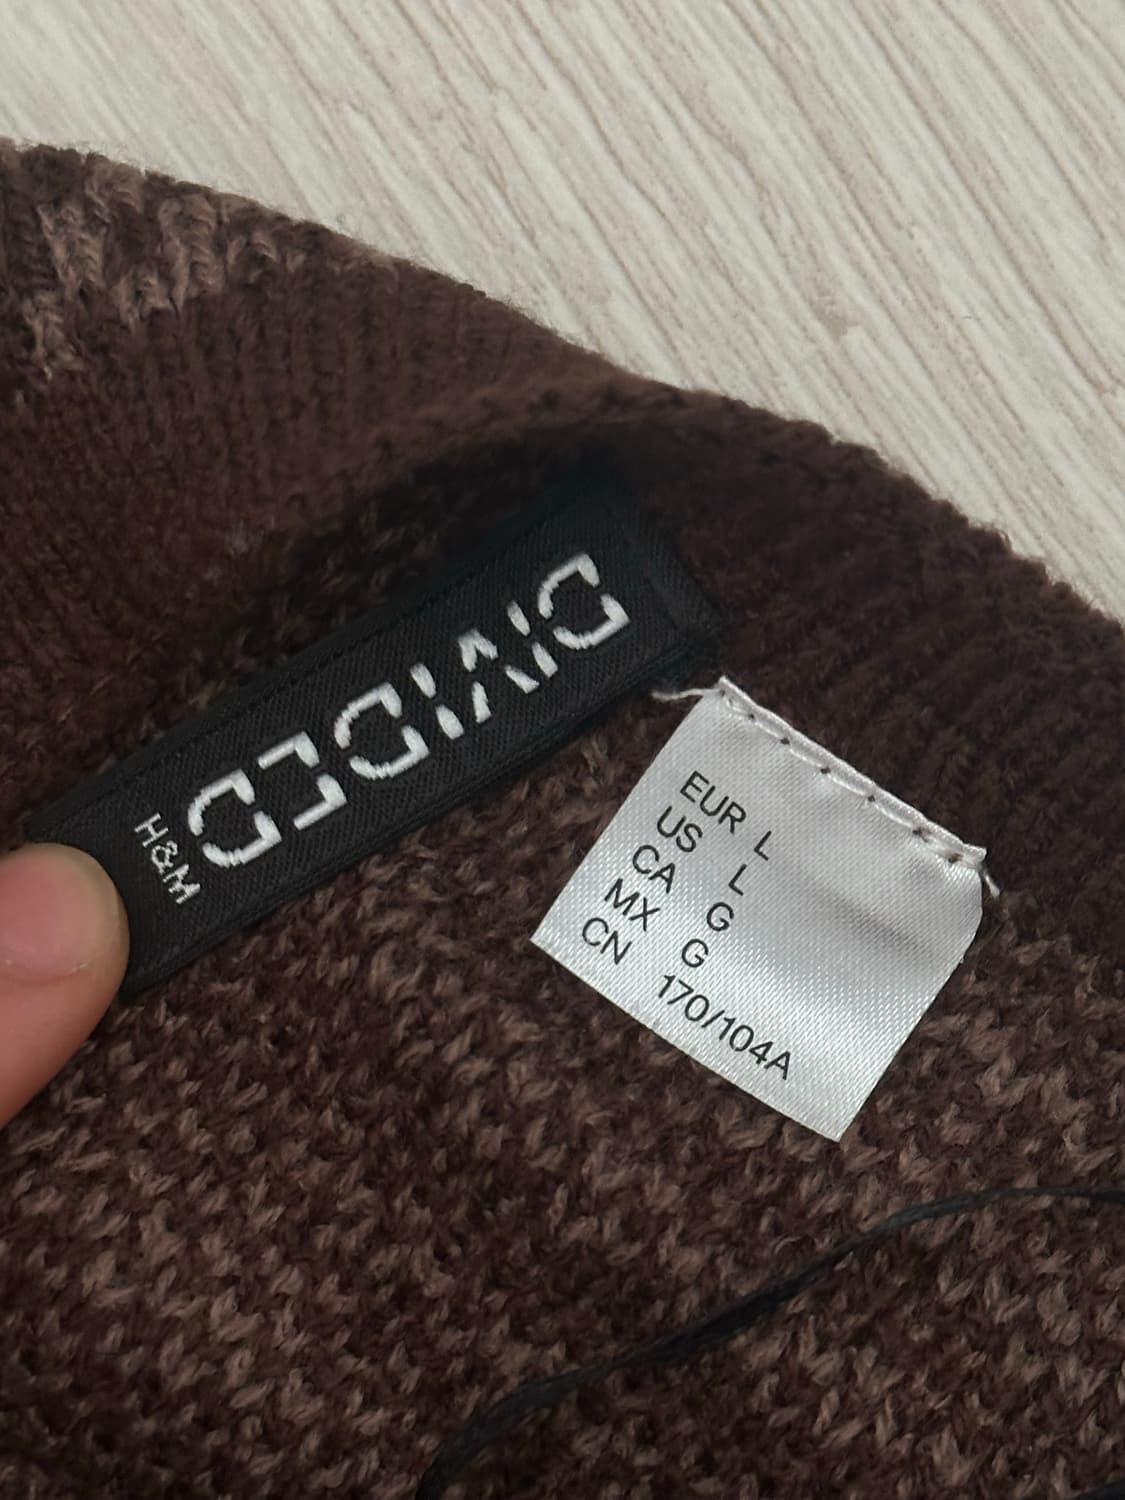 DIVIDED
H&M
EUR L
US L
CA G
MX G
CN 170/104A